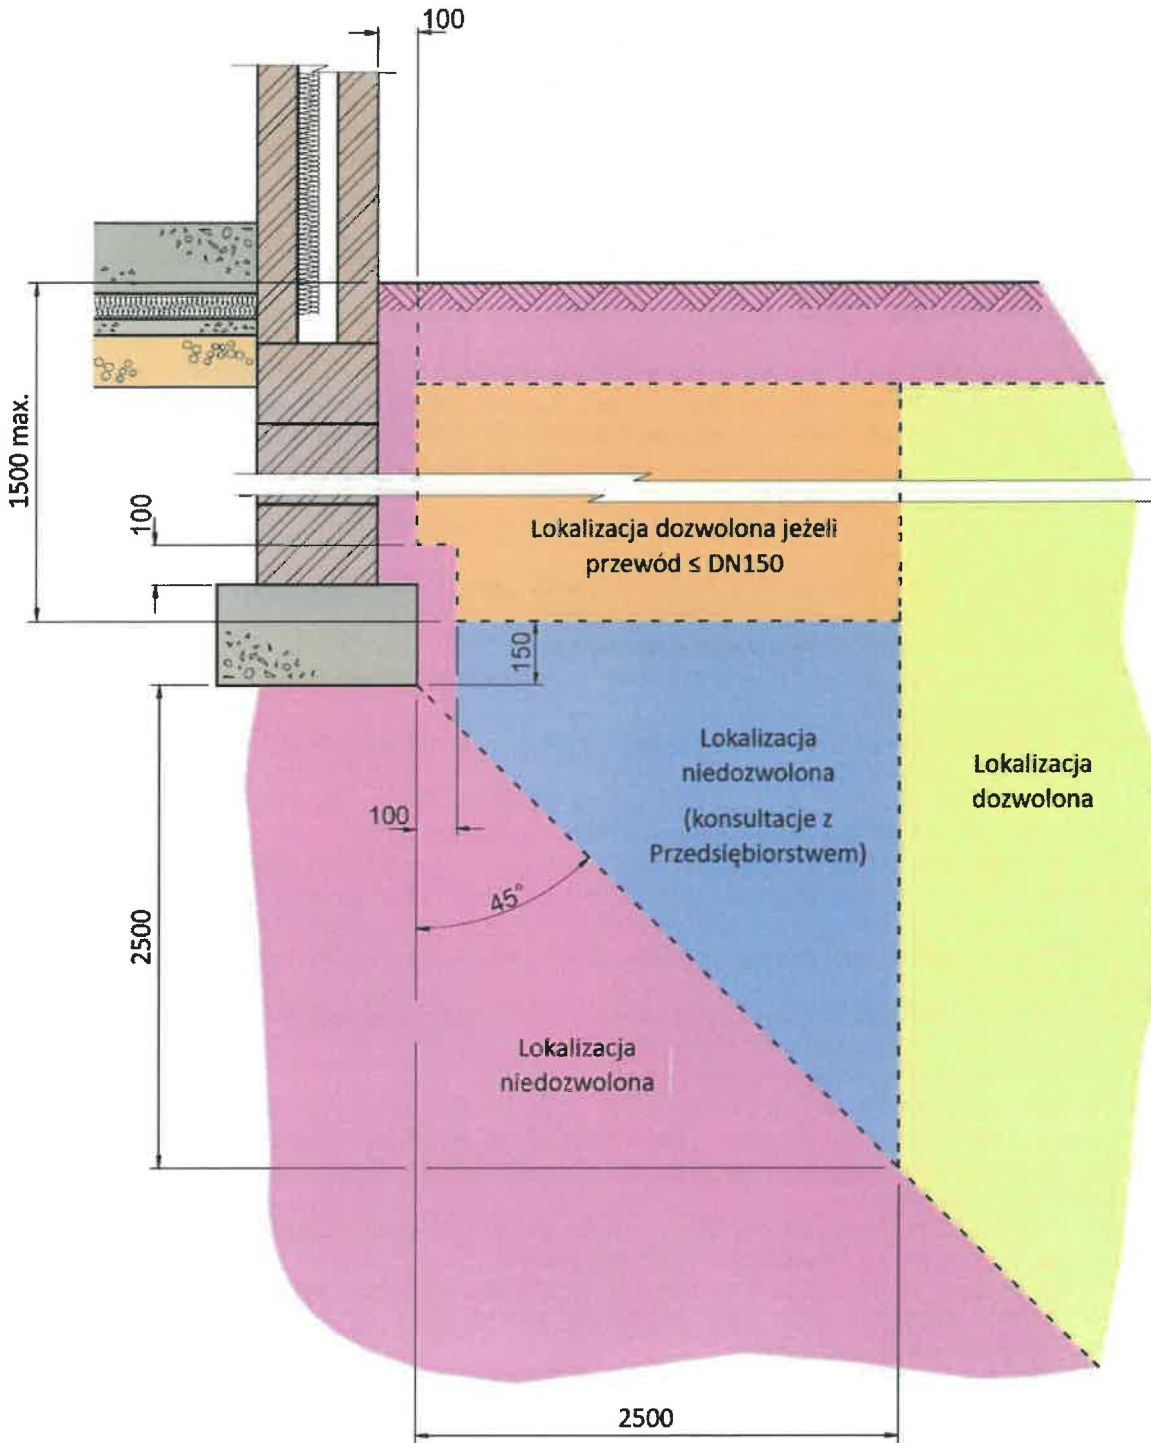 100
1500 max.
100
Lokalizacja dozwolona jeżeli
przewód ≤ DN150
150
Lokalizacja
niedozwolona
(konsultacje z
Przedsiębiorstwem)
Lokalizacja
dozwolona
100
45°
2500
Lokalizacja
niedozwolona
2500